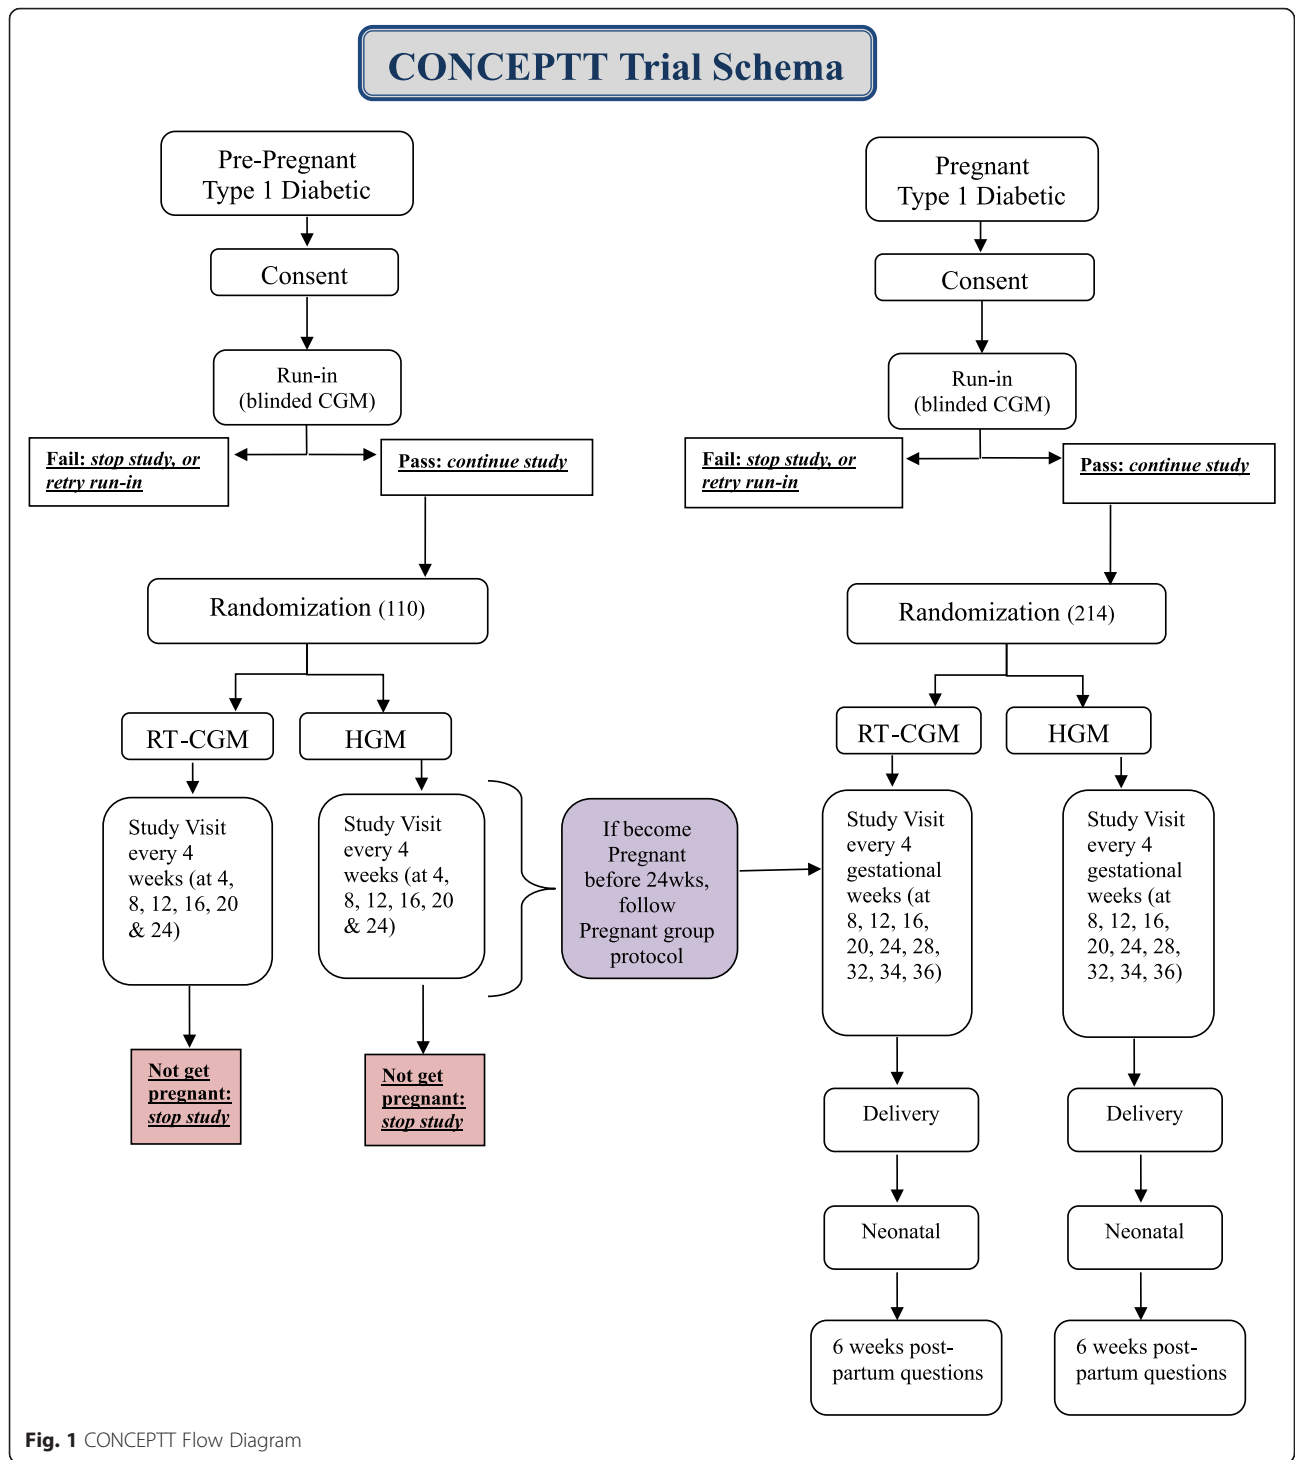 CONCEPTT Trial Schema
Pre-Pregnant
Type 1 Diabetic
Consent
Run-in
(blinded CGM)
Fail: stop study, or
retry run-in
Pass: continue study
Randomization (110)
RT-CGM
HGM
Study Visit
every 4
weeks (at 4,
8, 12, 16, 20
& 24)
Study Visit
every 4
weeks (at 4,
8, 12, 16, 20
& 24)
Not get
pregnant:
stop study
Not get
pregnant:
stop study
If become
Pregnant
before 24wks,
follow
Pregnant group
protocol
Pregnant
Type 1 Diabetic
Consent
Run-in
(blinded CGM)
Fail: stop study, or
retry run-in
Pass: continue study
Randomization (214)
RT-CGM
HGM
Study Visit
every 4
gestational
weeks (at
8, 12, 16,
20, 24, 28,
32, 34, 36)
Study Visit
every 4
gestational
weeks (at
8, 12, 16,
20, 24, 28,
32, 34, 36)
Delivery
Delivery
Neonatal
Neonatal
6 weeks post-
partum questions
6 weeks post-
partum questions
Fig. 1 CONCEPTT Flow Diagram